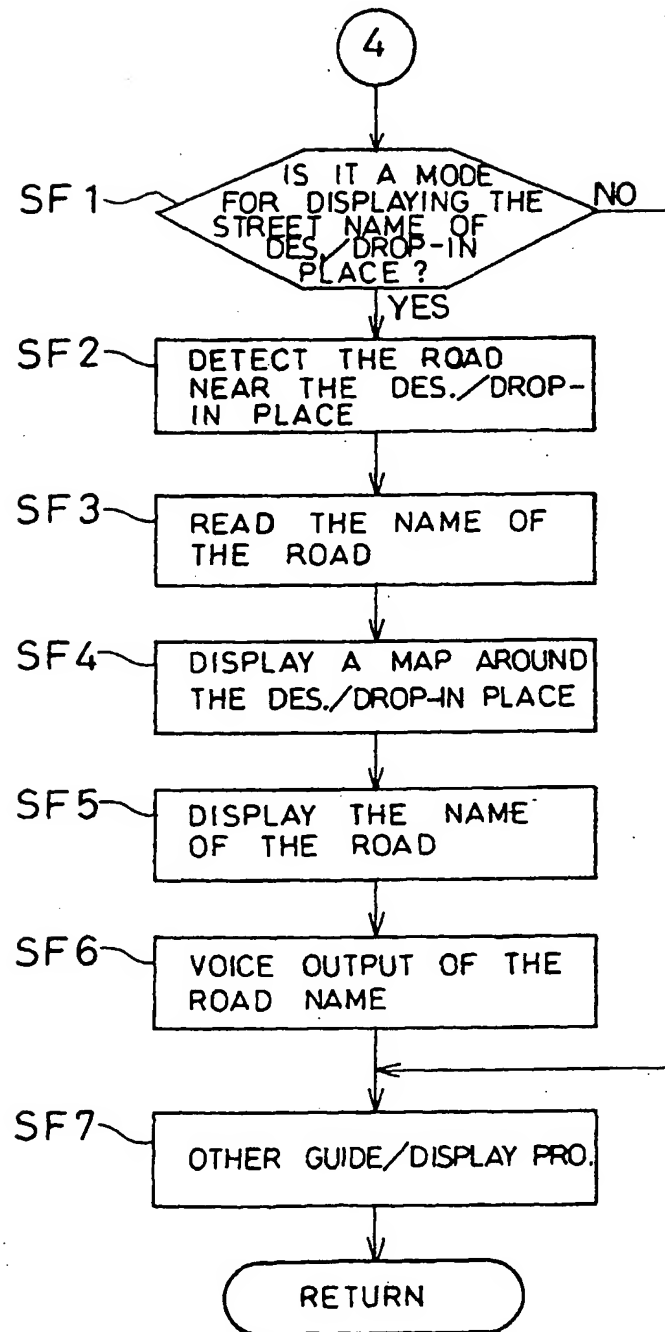 4
SF1
IS IT A MODE
FOR DISPLAYING THE
STREET NAME OF
DES./DROP-IN
PLACE?
NO
YES
SF2
DETECT THE ROAD
NEAR THE DES./DROP-
IN PLACE
SF3
READ THE NAME OF
THE ROAD
SF4
DISPLAY A MAP AROUND
THE DES./DROP-IN PLACE
SF5
DISPLAY THE NAME
OF THE ROAD
SF6
VOICE OUTPUT OF THE
ROAD NAME
SF7
OTHER GUIDE/DISPLAY PRO.
RETURN